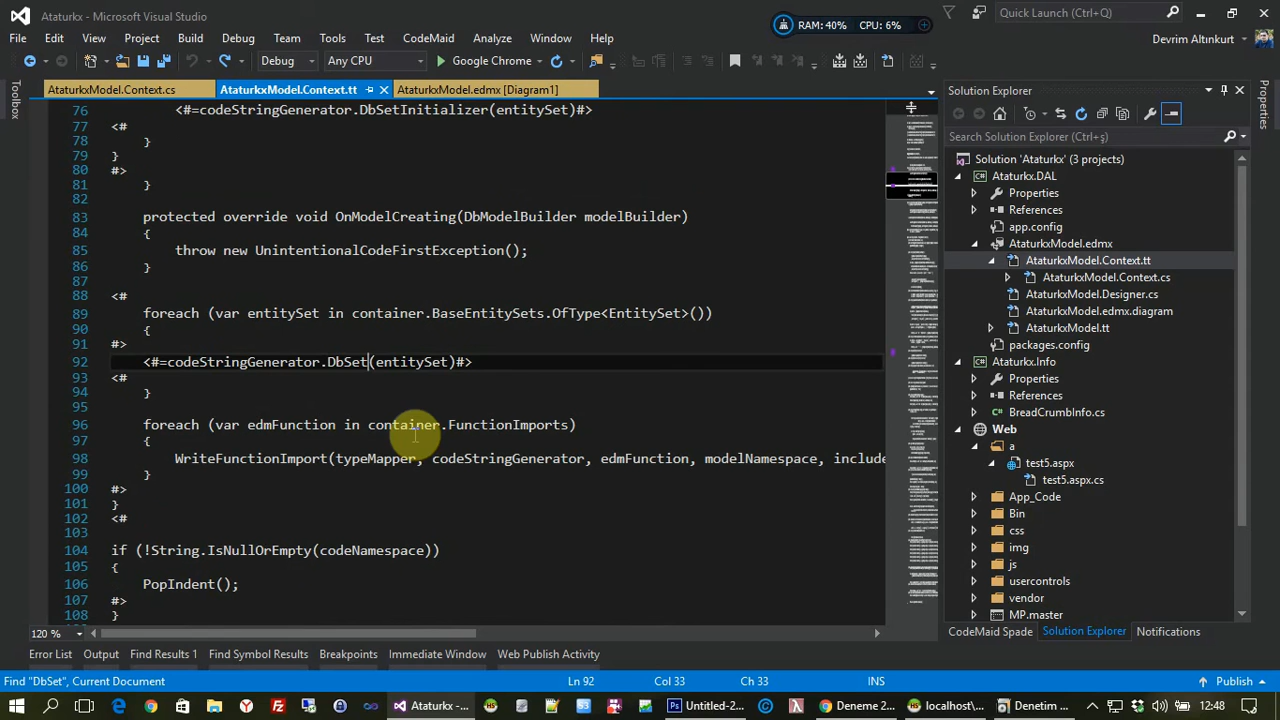 Ataturkx - Microsoft Visual Studio
RAM: 40% CPU: 6%
Quick Launch (Ctrl+Q)
File Edit View Project Build Debug Team Tools Test CodeMaid Analyze Window Help
Devrim Altınkurt
Debug Any CPU Google Chrome
Toolbox
AtaturkxModel.Context.cs AtaturkxModel.Context.tt AtaturkxModel.edmx [Diagram1]
76 <#=codeStringGenerator.DbSetInitializer(entitySet)#>
77 <#
78 }
79 }
80 #>
81 }
82
83 protected override void OnModelCreating(DbModelBuilder modelBuilder)
84 {
85 throw new UnintentionalCodeFirstException();
86 }
87
88 <#
89 foreach (var entitySet in container.BaseEntitySets.OfType<EntitySet>())
90 {
91 #>
92 <#=codeStringGenerator.DbSet(entitySet)#>
93 <#
94 }
95
96 foreach (var edmFunction in container.FunctionImports)
97 {
98 WriteFunctionImport(typeMapper, codeStringGenerator, edmFunction, modelNamespace, include
99 }
100 #>
101 }
102 <#
103
104 if (!String.IsNullOrEmpty(codeNamespace))
105 {
106 PopIndent();
107 #>
108 }
120 %
Solution Explorer
Search Solution Explorer (Ctrl+ş)
Solution 'Ataturkx' (3 projects)
Ataturkx.DAL
Properties
References
app.config
AtaturkxModel.edmx
AtaturkxModel.Context.tt
AtaturkxModel.Context.cs
AtaturkxModel.Designer.cs
AtaturkxModel.edmx.diagram
AtaturkxModel.tt
packages.config
Ataturkx.Info
Properties
References
BreadCrumbInfo.cs
Web
a
test5.aspx
test5.aspx.cs
App_Code
Bin
css
img
js
usercontrols
vendor
MP.master
CodeMaid Spade Solution Explorer Notifications
Error List Output Find Results 1 Find Symbol Results Breakpoints Immediate Window Web Publish Activity
Find "DbSet", Current Document Ln 92 Col 33 Ch 33 INS Publish
Ataturkx -... Untitled-2... Deneme 2... localhost\... Denetim ... 12:48